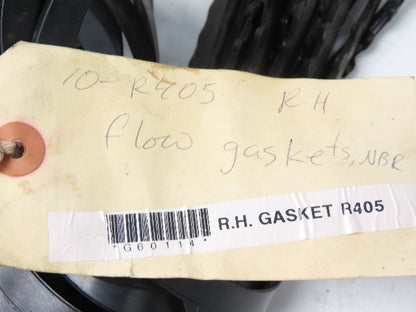 10-R405 R.H
flow gaskets, NBR
R.H. GASKET R405
*G60114*